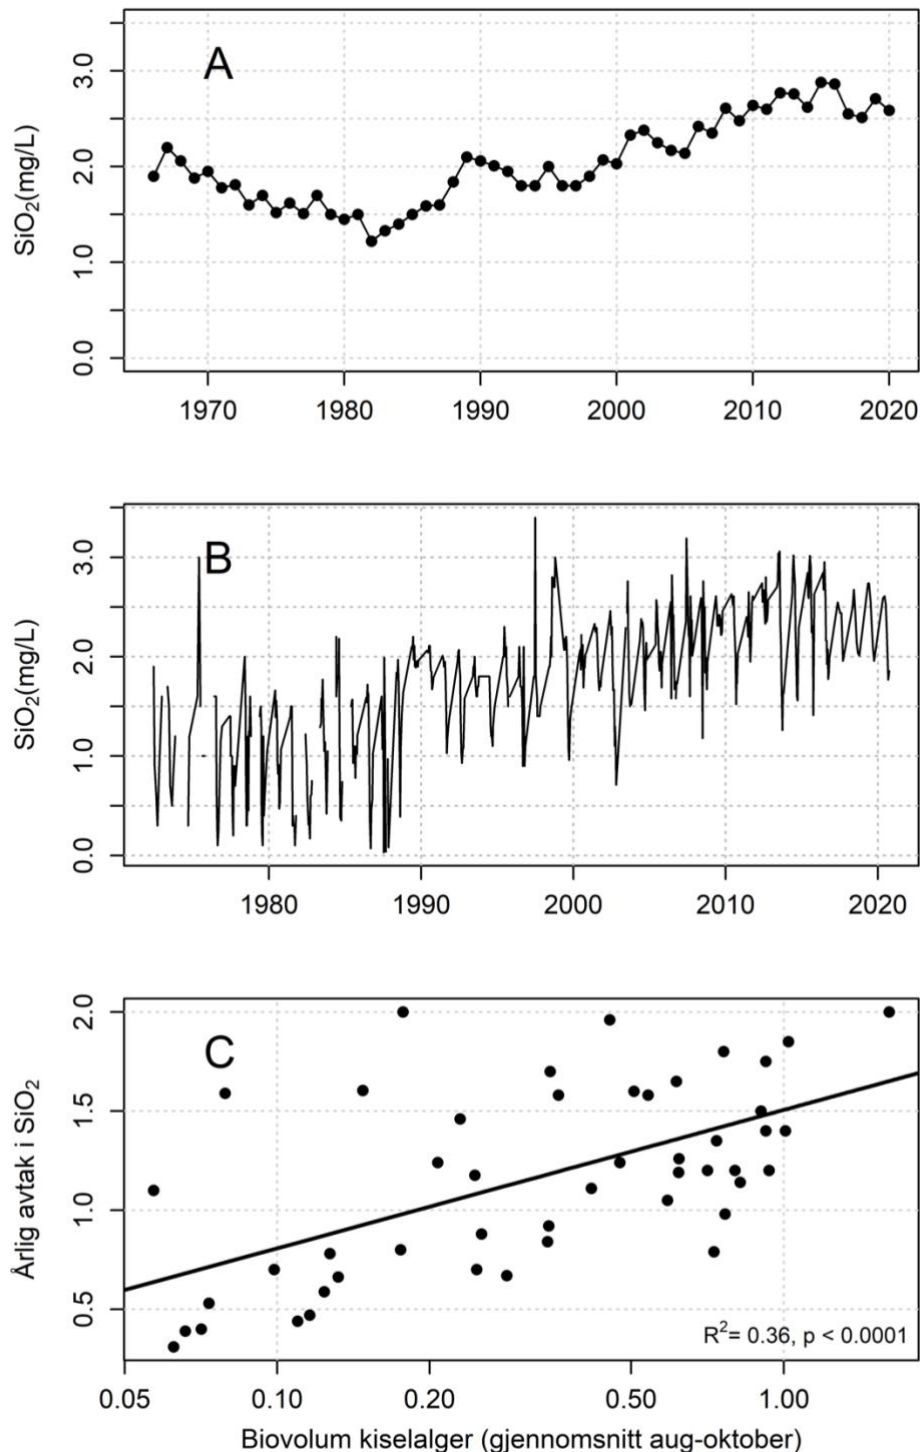 A
SiO2(mg/L)
3.0
2.0
1.0
0.0
1970 1980 1990 2000 2010 2020
B
SiO2(mg/L)
3.0
2.0
1.0
0.0
1980 1990 2000 2010 2020
C
Årlig avtak i SiO2
2.0
1.5
1.0
0.5
R2= 0.36, p < 0.0001
0.05 0.10 0.20 0.50 1.00
Biovolum kiselalger (gjennomsnitt aug-oktober)